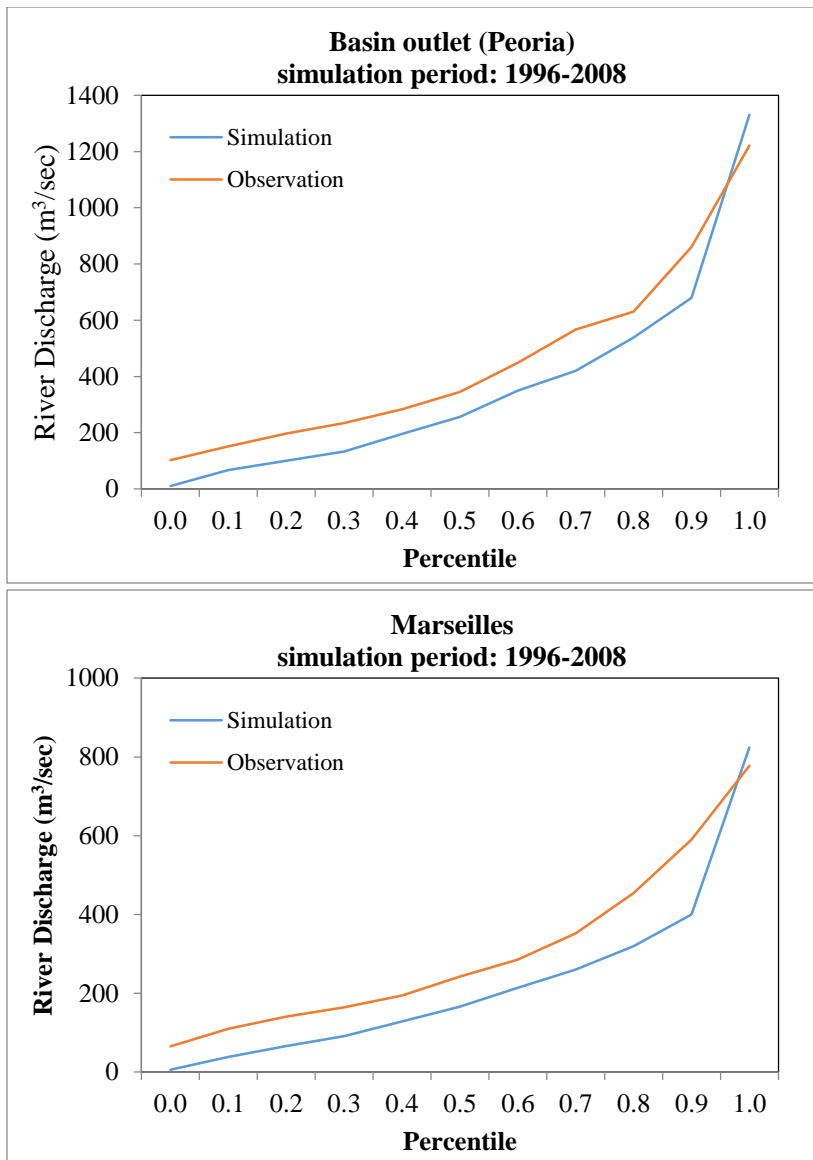 Basin outlet (Peoria)
simulation period: 1996-2008
1400
1200
1000
800
600
400
200
0
River Discharge (m³/sec)
Simulation
Observation
0.0 0.1 0.2 0.3 0.4 0.5 0.6 0.7 0.8 0.9 1.0
Percentile
Marseilles
simulation period: 1996-2008
1000
800
600
400
200
0
River Discharge (m³/sec)
Simulation
Observation
0.0 0.1 0.2 0.3 0.4 0.5 0.6 0.7 0.8 0.9 1.0
Percentile